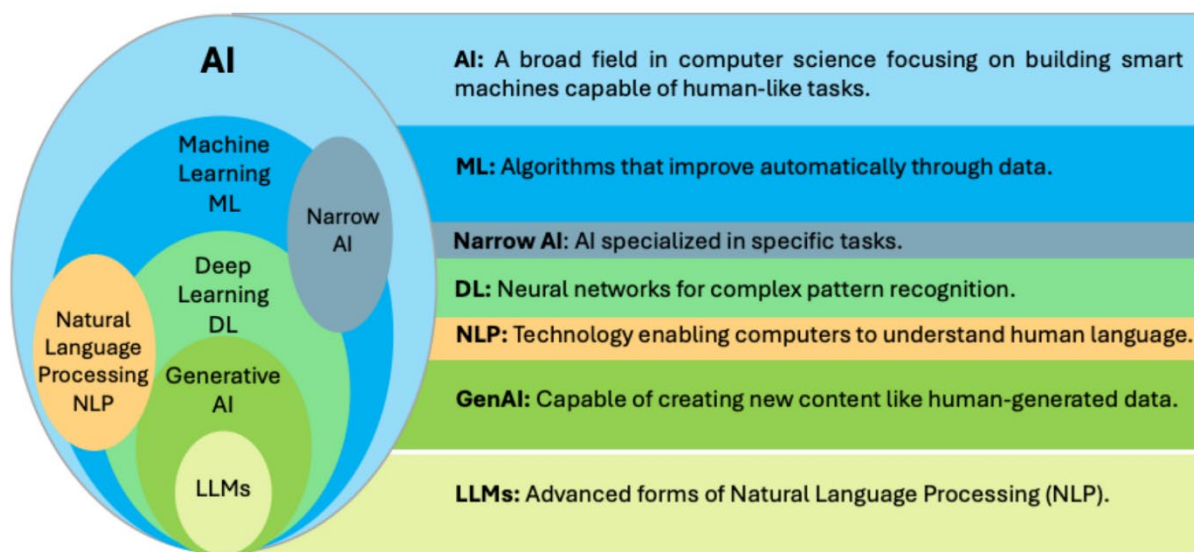 AI
Machine
Learning
ML
Narrow
AI
Deep
Learning
DL
Natural
Language
Processing
NLP
Generative
AI
LLMs
AI: A broad field in computer science focusing on building smart
machines capable of human-like tasks.
ML: Algorithms that improve automatically through data.
Narrow AI: AI specialized in specific tasks.
DL: Neural networks for complex pattern recognition.
NLP: Technology enabling computers to understand human language.
GenAI: Capable of creating new content like human-generated data.
LLMs: Advanced forms of Natural Language Processing (NLP).